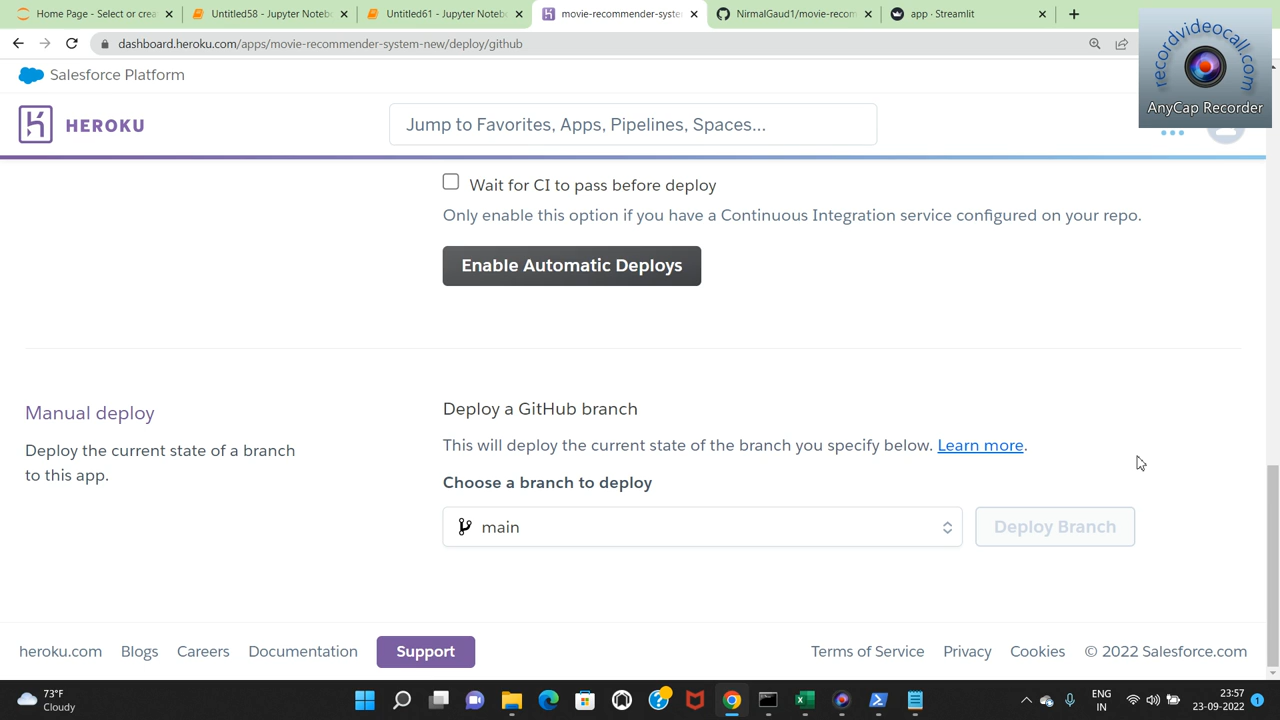 Home Page - Select or crea
Untitled58 - Jupyter Notebo
Untitled61 - Jupyter Notebo
movie-recommender-syste
NirmalGaud1/movie-recom
app · Streamlit
dashboard.heroku.com/apps/movie-recommender-system-new/deploy/github
recordvideocall.com
AnyCap Recorder
Salesforce Platform
HEROKU
Jump to Favorites, Apps, Pipelines, Spaces...
Wait for CI to pass before deploy
Only enable this option if you have a Continuous Integration service configured on your repo.
Enable Automatic Deploys
Manual deploy
Deploy the current state of a branch
to this app.
Deploy a GitHub branch
This will deploy the current state of the branch you specify below. Learn more.
Choose a branch to deploy
main
Deploy Branch
heroku.com Blogs Careers Documentation Support Terms of Service Privacy Cookies © 2022 Salesforce.com
73°F
Cloudy
ENG
IN
23:57
23-09-2022
1